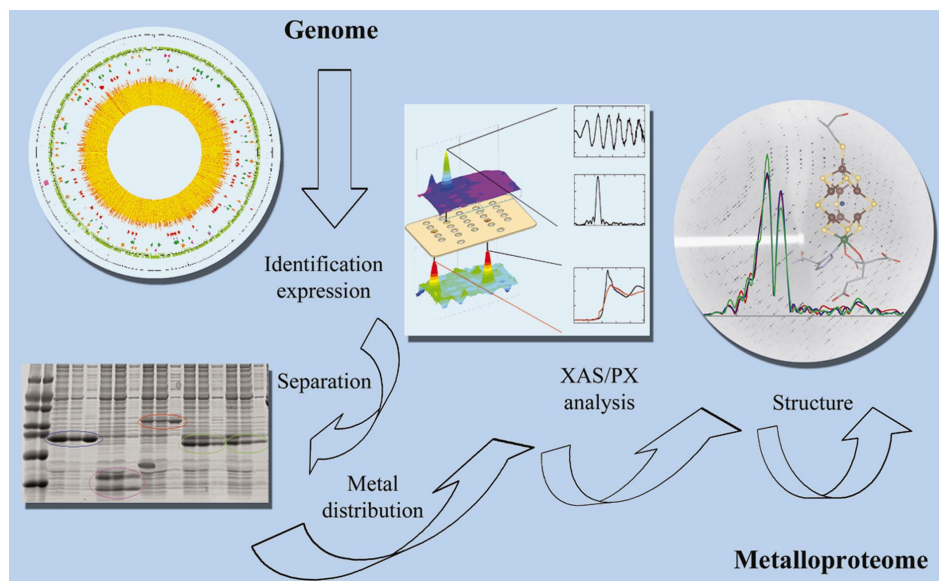 Genome
Identification
expression
Separation
Metal
distribution
XAS/PX
analysis
Structure
Metalloproteome